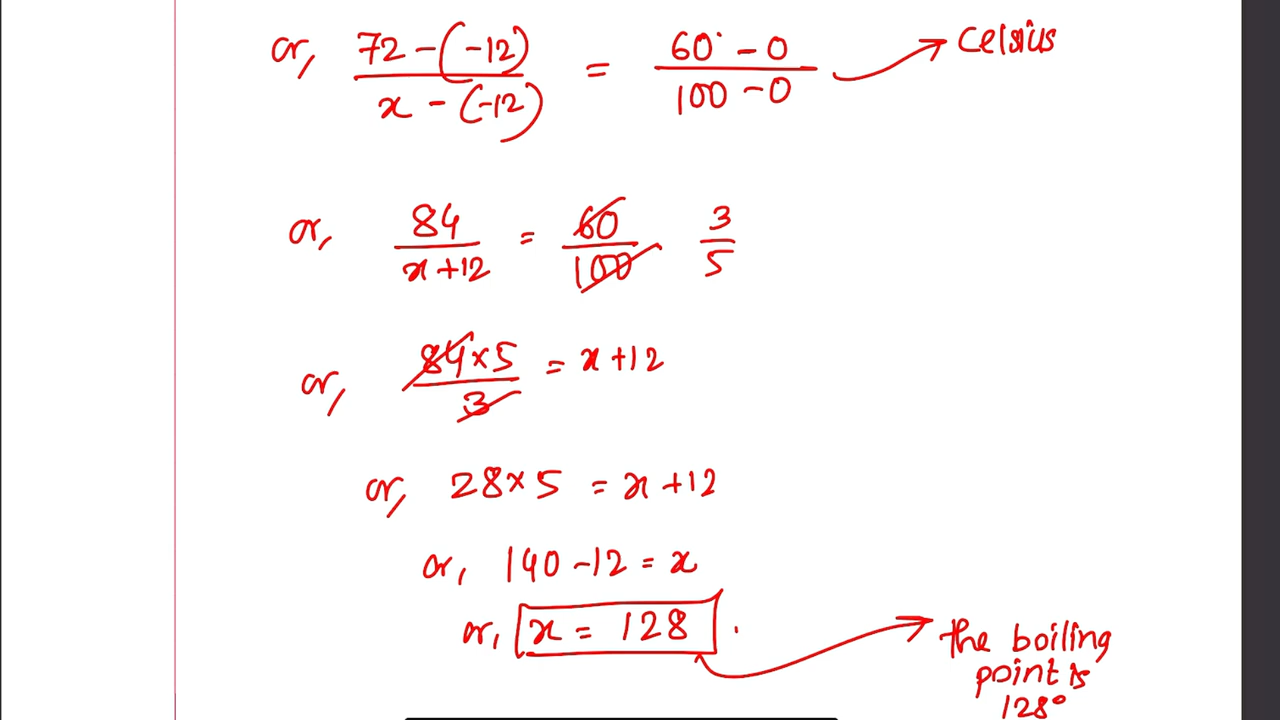 or, 72-(-12) / x-(-12) = 60° - 0 / 100 - 0 → Celsius
or, 84 / x+12 = 60 / 100 3 / 5
or, 84×5 / 3 = x+12
or, 28×5 = x+12
or, 140-12 = x
or, x = 128.
the boiling
point is
128°